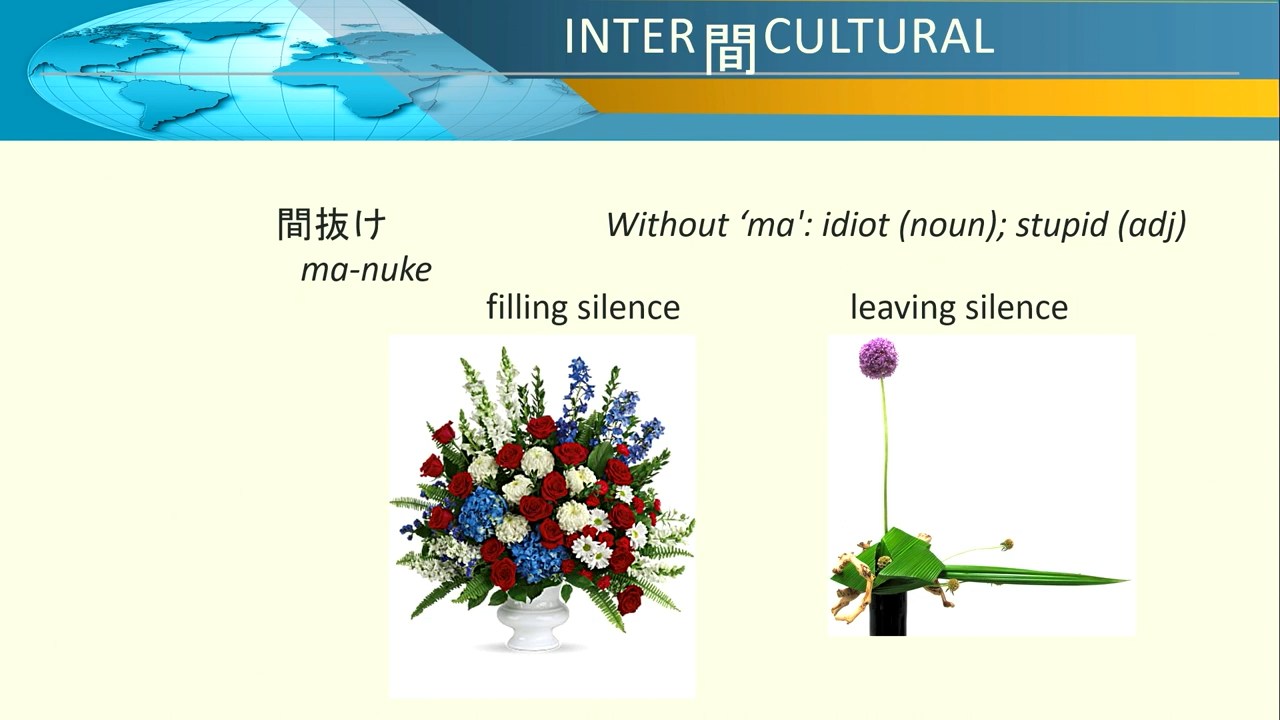 INTER間CULTURAL
間抜け Without ‘ma': idiot (noun); stupid (adj)
ma-nuke
filling silence leaving silence